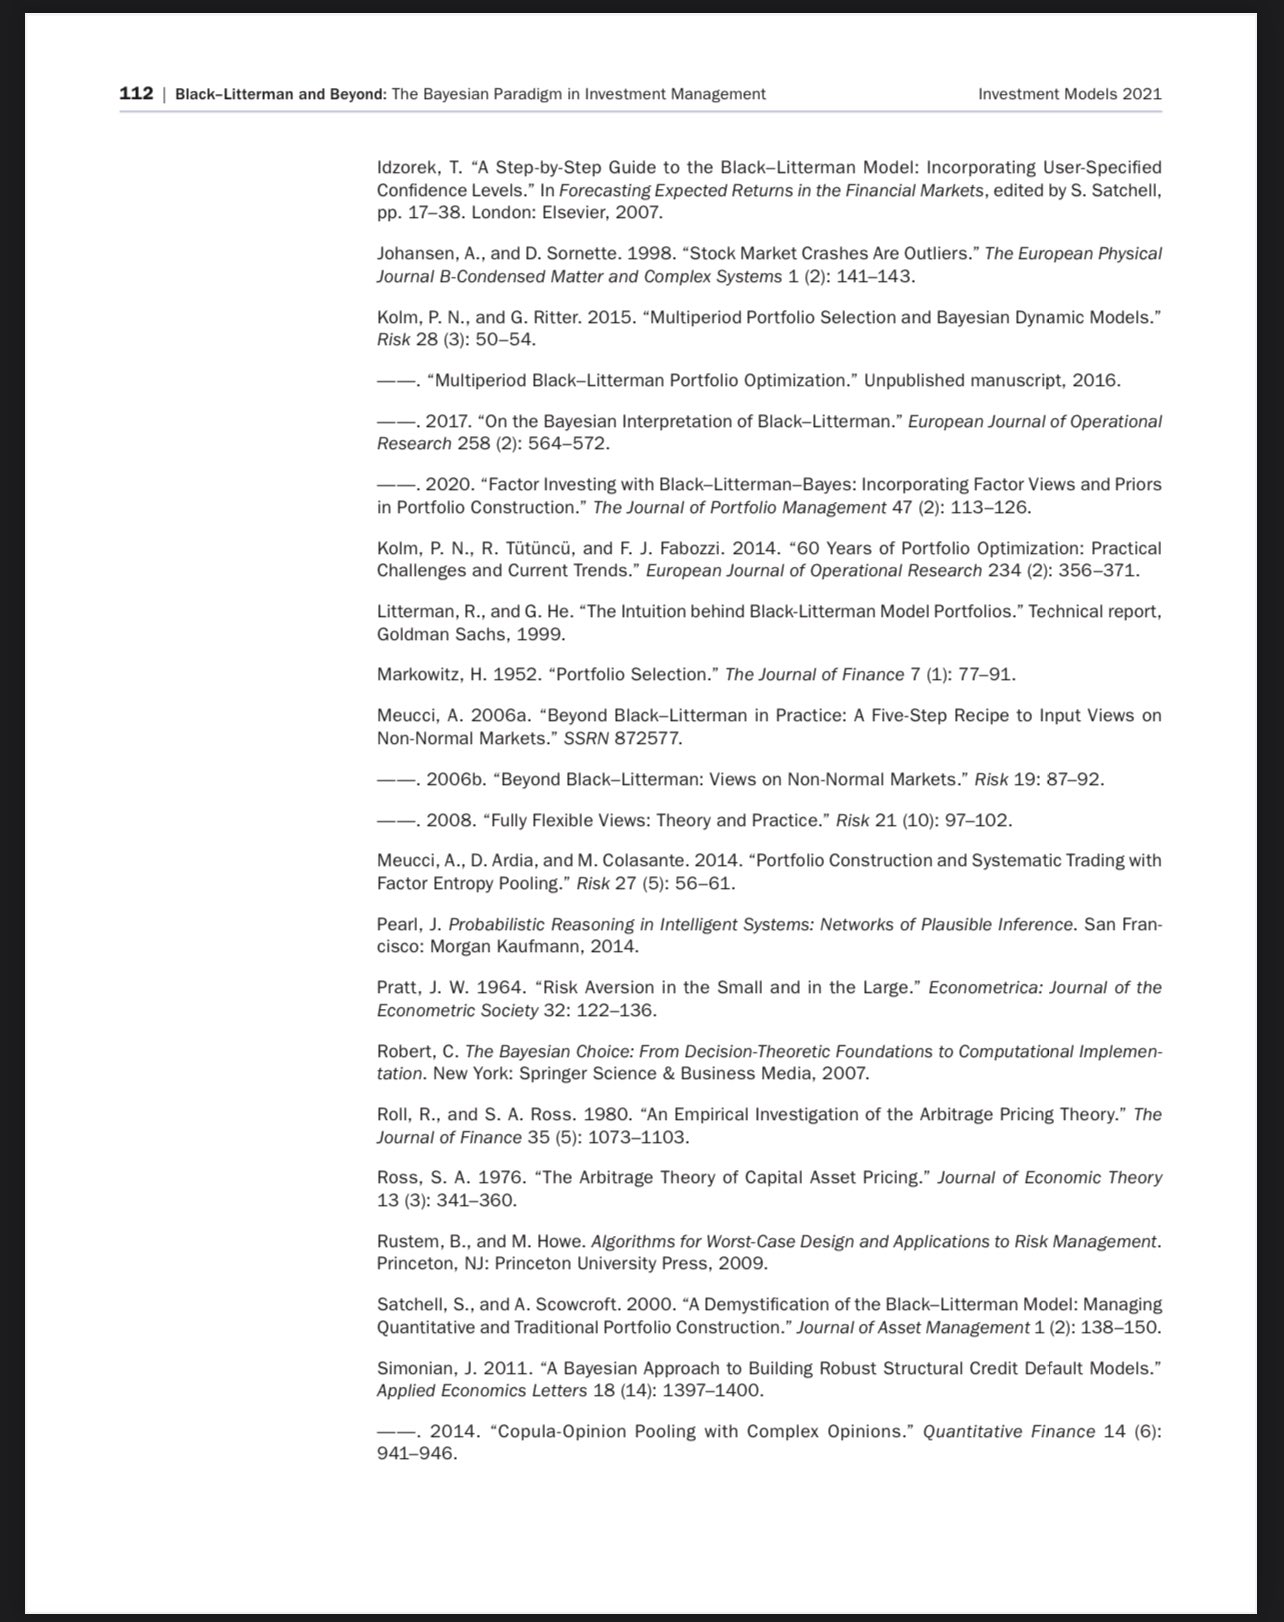 112 | Black–Litterman and Beyond: The Bayesian Paradigm in Investment Management Investment Models 2021
Idzorek, T. “A Step-by-Step Guide to the Black–Litterman Model: Incorporating User-Specified
Confidence Levels.” In Forecasting Expected Returns in the Financial Markets, edited by S. Satchell,
pp. 17–38. London: Elsevier, 2007.
Johansen, A., and D. Sornette. 1998. “Stock Market Crashes Are Outliers.” The European Physical
Journal B-Condensed Matter and Complex Systems 1 (2): 141–143.
Kolm, P. N., and G. Ritter. 2015. “Multiperiod Portfolio Selection and Bayesian Dynamic Models.”
Risk 28 (3): 50–54.
——. “Multiperiod Black–Litterman Portfolio Optimization.” Unpublished manuscript, 2016.
——. 2017. “On the Bayesian Interpretation of Black–Litterman.” European Journal of Operational
Research 258 (2): 564–572.
——. 2020. “Factor Investing with Black–Litterman–Bayes: Incorporating Factor Views and Priors
in Portfolio Construction.” The Journal of Portfolio Management 47 (2): 113–126.
Kolm, P. N., R. Tütüncü, and F. J. Fabozzi. 2014. “60 Years of Portfolio Optimization: Practical
Challenges and Current Trends.” European Journal of Operational Research 234 (2): 356–371.
Litterman, R., and G. He. “The Intuition behind Black-Litterman Model Portfolios.” Technical report,
Goldman Sachs, 1999.
Markowitz, H. 1952. “Portfolio Selection.” The Journal of Finance 7 (1): 77–91.
Meucci, A. 2006a. “Beyond Black–Litterman in Practice: A Five-Step Recipe to Input Views on
Non-Normal Markets.” SSRN 872577.
——. 2006b. “Beyond Black–Litterman: Views on Non-Normal Markets.” Risk 19: 87–92.
——. 2008. “Fully Flexible Views: Theory and Practice.” Risk 21 (10): 97–102.
Meucci, A., D. Ardia, and M. Colasante. 2014. “Portfolio Construction and Systematic Trading with
Factor Entropy Pooling.” Risk 27 (5): 56–61.
Pearl, J. Probabilistic Reasoning in Intelligent Systems: Networks of Plausible Inference. San Fran-
cisco: Morgan Kaufmann, 2014.
Pratt, J. W. 1964. “Risk Aversion in the Small and in the Large.” Econometrica: Journal of the
Econometric Society 32: 122–136.
Robert, C. The Bayesian Choice: From Decision-Theoretic Foundations to Computational Implemen-
tation. New York: Springer Science & Business Media, 2007.
Roll, R., and S. A. Ross. 1980. “An Empirical Investigation of the Arbitrage Pricing Theory.” The
Journal of Finance 35 (5): 1073–1103.
Ross, S. A. 1976. “The Arbitrage Theory of Capital Asset Pricing.” Journal of Economic Theory
13 (3): 341–360.
Rustem, B., and M. Howe. Algorithms for Worst-Case Design and Applications to Risk Management.
Princeton, NJ: Princeton University Press, 2009.
Satchell, S., and A. Scowcroft. 2000. “A Demystification of the Black–Litterman Model: Managing
Quantitative and Traditional Portfolio Construction.” Journal of Asset Management 1 (2): 138–150.
Simonian, J. 2011. “A Bayesian Approach to Building Robust Structural Credit Default Models.”
Applied Economics Letters 18 (14): 1397–1400.
——. 2014. “Copula-Opinion Pooling with Complex Opinions.” Quantitative Finance 14 (6):
941–946.